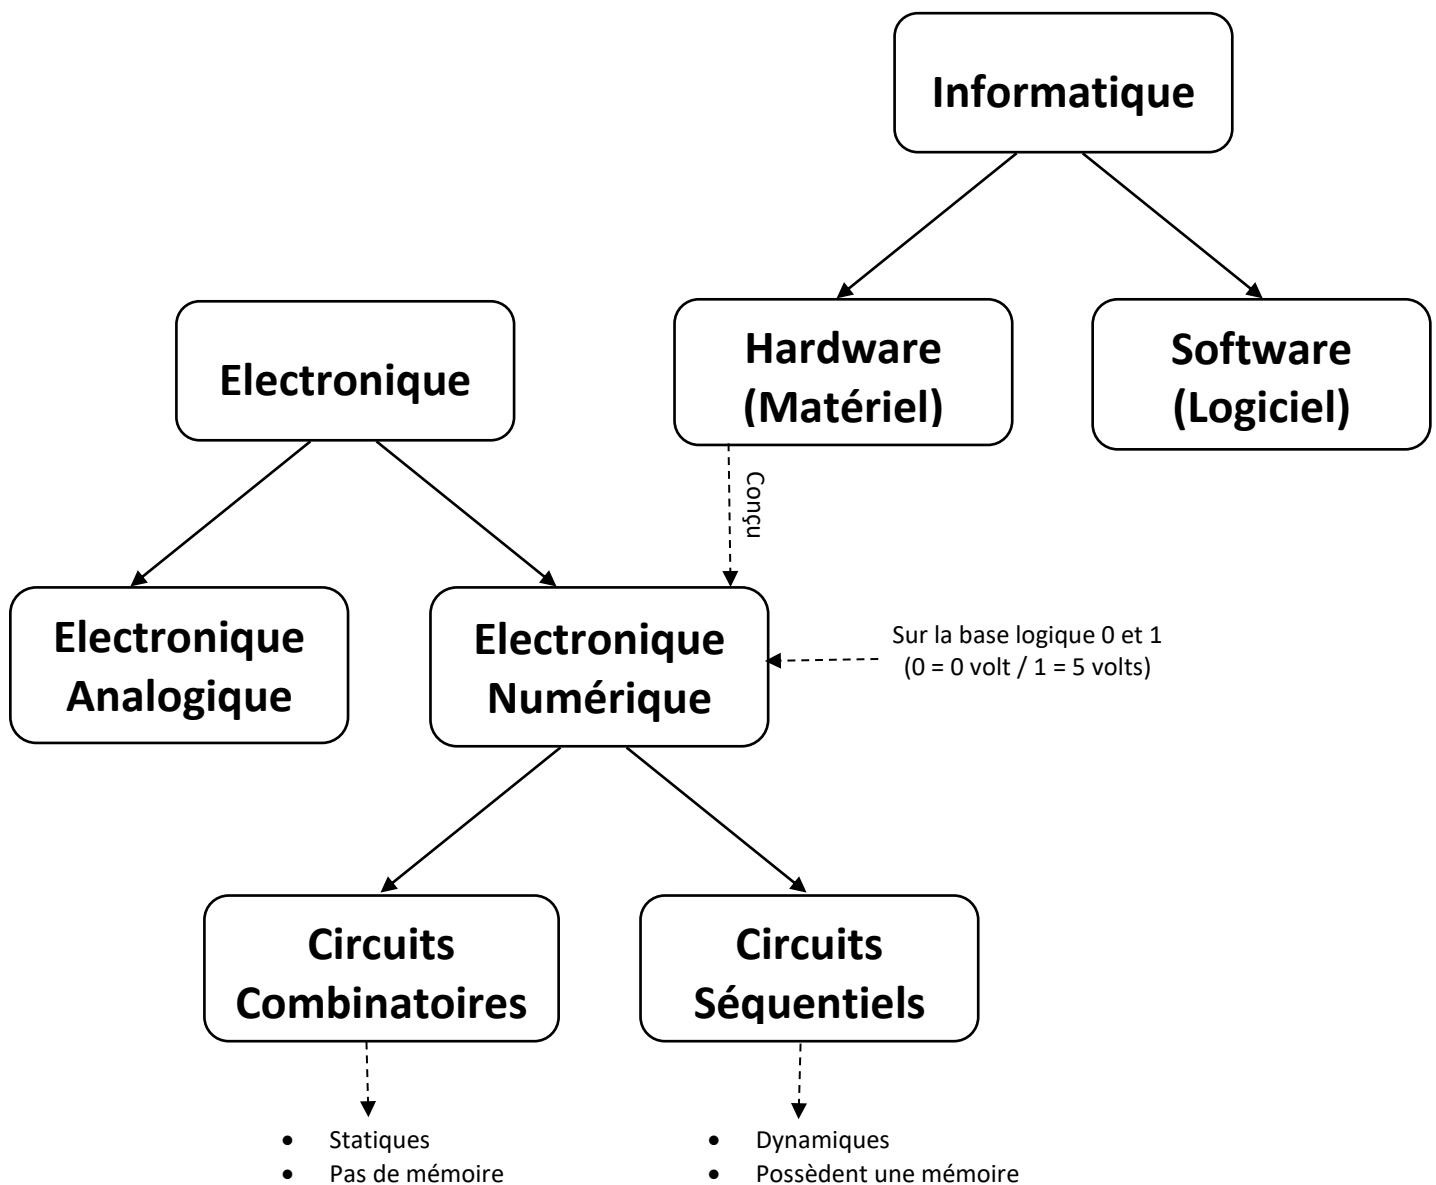 Informatique
Electronique
Hardware
(Matériel)
Software
(Logiciel)
Conçu
Electronique
Analogique
Electronique
Numérique
Sur la base logique 0 et 1
(0 = 0 volt / 1 = 5 volts)
Circuits
Combinatoires
Circuits
Séquentiels
• Statiques
• Pas de mémoire
• Dynamiques
• Possèdent une mémoire